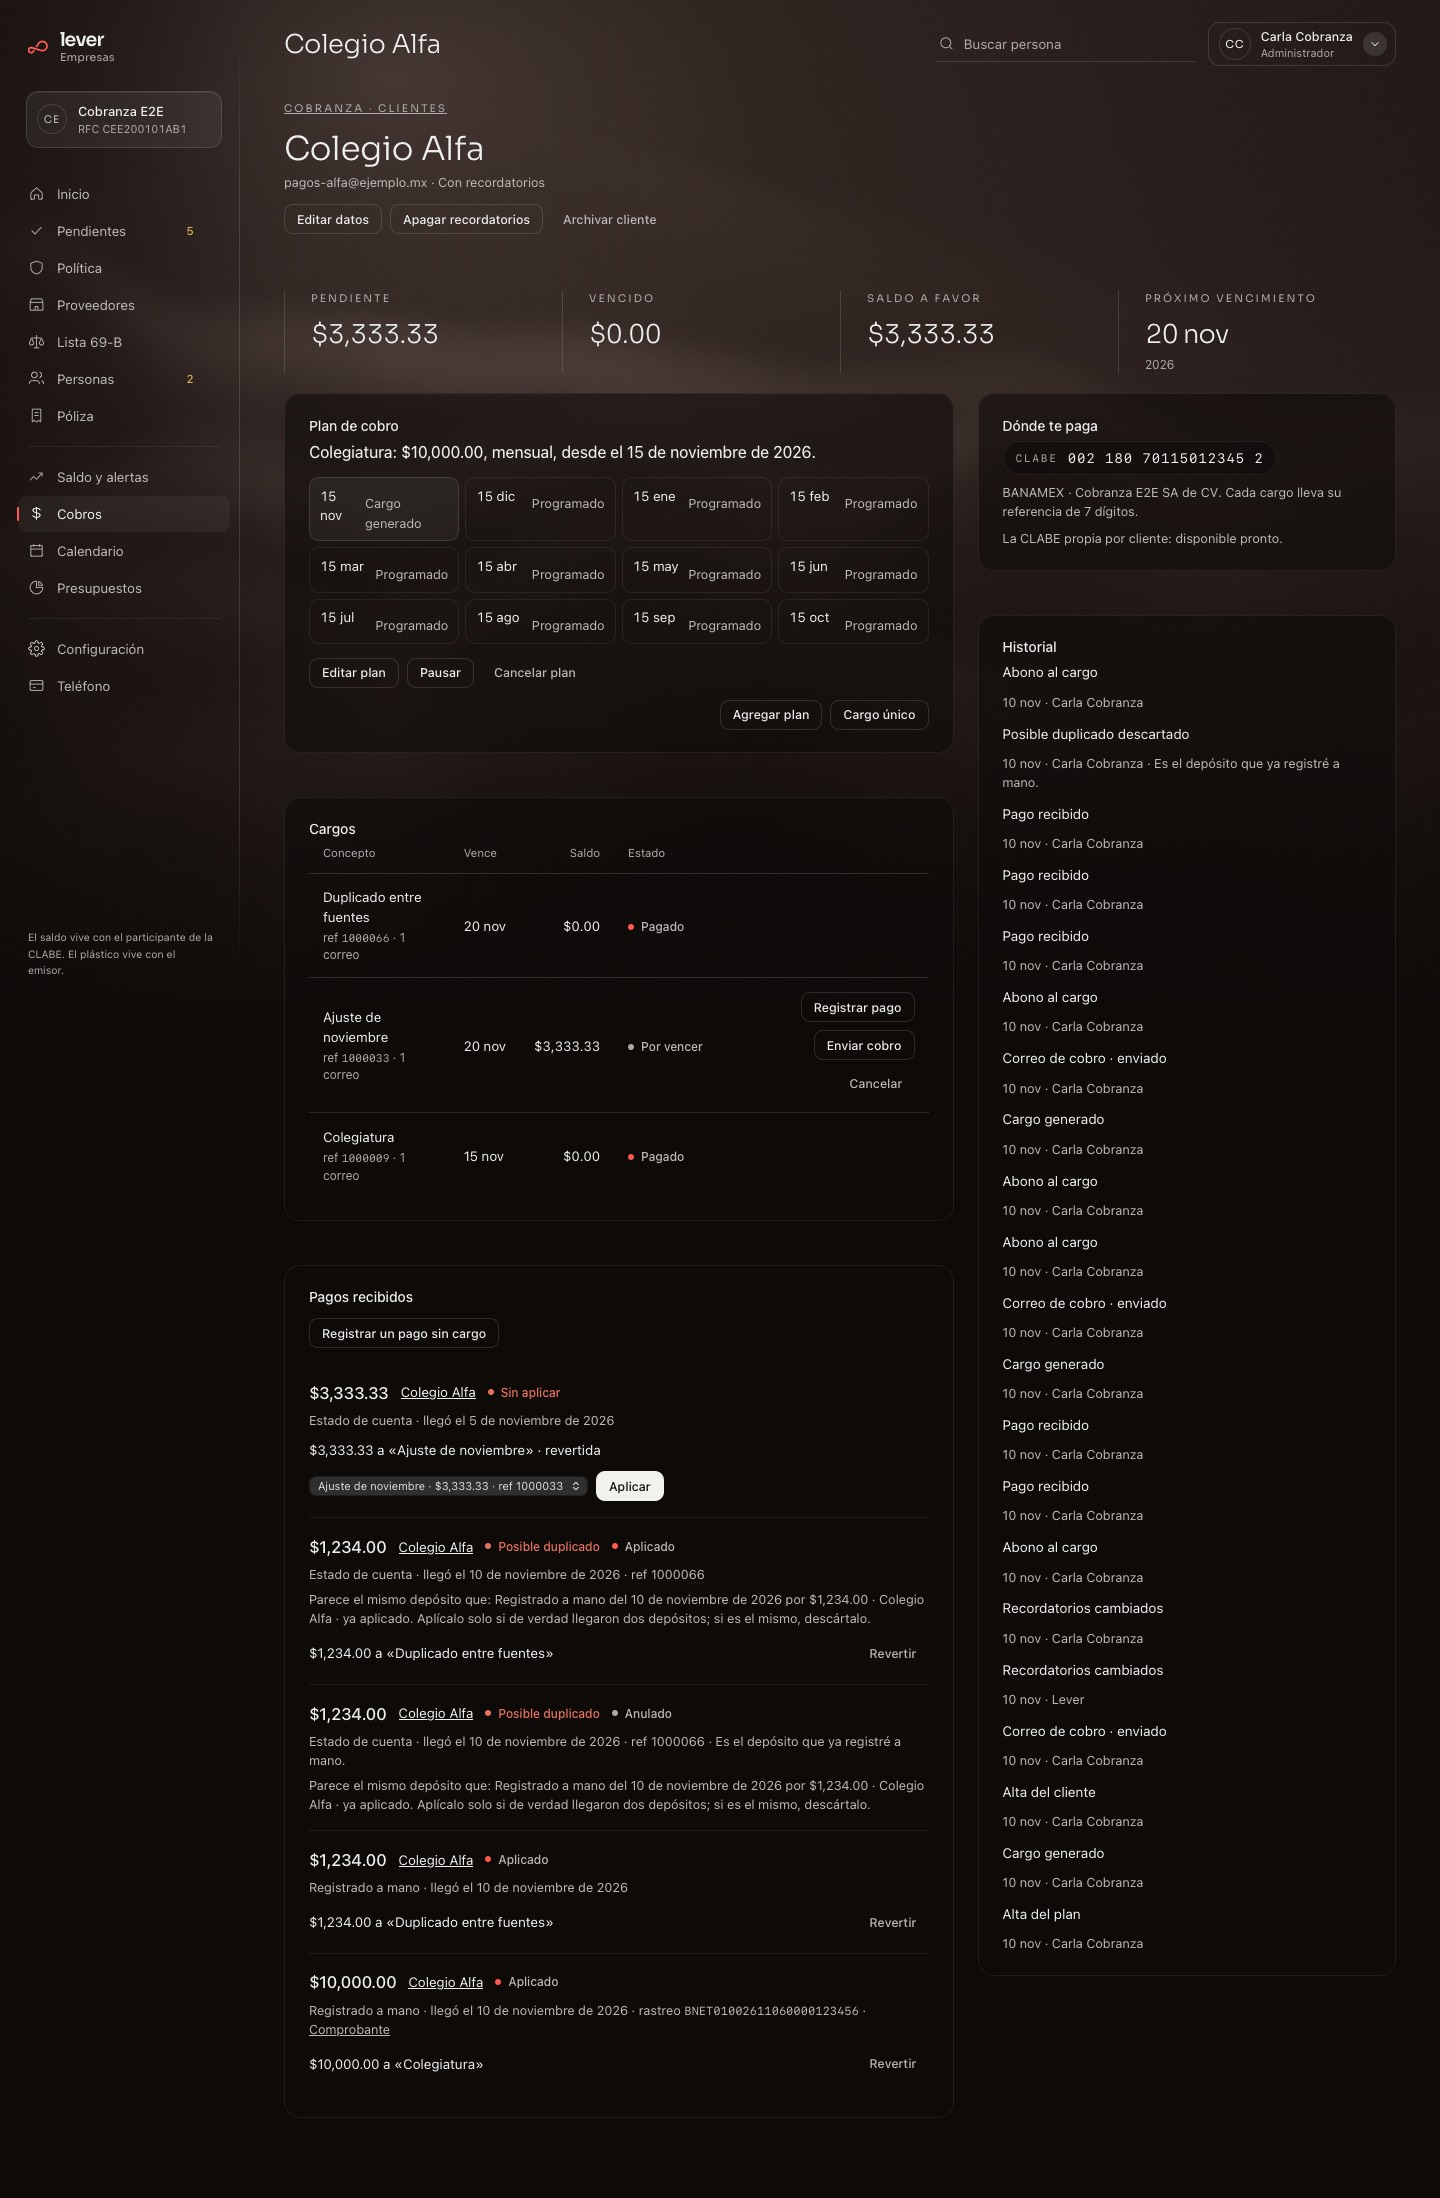 lever
Empresas
Cobranza E2E
CE
RFC CEE200101AB1
Inicio
Pendientes 5
Política
Proveedores
Lista 69-B
Personas 2
Póliza
Saldo y alertas
Cobros
Calendario
Presupuestos
Configuración
Teléfono
El saldo vive con el participante de la
CLABE. El plástico vive con el
emisor.
Colegio Alfa
Buscar persona
CC
Carla Cobranza
Administrador
COBRANZA · CLIENTES
Colegio Alfa
pagos-alfa@ejemplo.mx · Con recordatorios
Editar datos
Apagar recordatorios
Archivar cliente
PENDIENTE
$3,333.33
VENCIDO
$0.00
SALDO A FAVOR
$3,333.33
PRÓXIMO VENCIMIENTO
20 nov
2026
Plan de cobro
Colegiatura: $10,000.00, mensual, desde el 15 de noviembre de 2026.
15 nov Cargo generado
15 dic Programado
15 ene Programado
15 feb Programado
15 mar Programado
15 abr Programado
15 may Programado
15 jun Programado
15 jul Programado
15 ago Programado
15 sep Programado
15 oct Programado
Editar plan
Pausar
Cancelar plan
Agregar plan
Cargo único
Cargos
Concepto Vence Saldo Estado
Duplicado entre
fuentes
ref 1000066 · 1
correo
20 nov $0.00 Pagado
Ajuste de
noviembre
ref 1000033 · 1
correo
20 nov $3,333.33 Por vencer
Registrar pago
Enviar cobro
Cancelar
Colegiatura
ref 1000009 · 1
correo
15 nov $0.00 Pagado
Pagos recibidos
Registrar un pago sin cargo
$3,333.33 Colegio Alfa Sin aplicar
Estado de cuenta · llegó el 5 de noviembre de 2026
$3,333.33 a «Ajuste de noviembre» · revertida
Ajuste de noviembre · $3,333.33 · ref 1000033
Aplicar
$1,234.00 Colegio Alfa Posible duplicado Aplicado
Estado de cuenta · llegó el 10 de noviembre de 2026 · ref 1000066
Parece el mismo depósito que: Registrado a mano del 10 de noviembre de 2026 por $1,234.00 · Colegio
Alfa · ya aplicado. Aplícalo solo si de verdad llegaron dos depósitos; si es el mismo, descártalo.
$1,234.00 a «Duplicado entre fuentes» Revertir
$1,234.00 Colegio Alfa Posible duplicado Anulado
Estado de cuenta · llegó el 10 de noviembre de 2026 · ref 1000066 · Es el depósito que ya registré a
mano.
Parece el mismo depósito que: Registrado a mano del 10 de noviembre de 2026 por $1,234.00 · Colegio
Alfa · ya aplicado. Aplícalo solo si de verdad llegaron dos depósitos; si es el mismo, descártalo.
$1,234.00 Colegio Alfa Aplicado
Registrado a mano · llegó el 10 de noviembre de 2026
$1,234.00 a «Duplicado entre fuentes» Revertir
$10,000.00 Colegio Alfa Aplicado
Registrado a mano · llegó el 10 de noviembre de 2026 · rastreo BNET01002611060000123456 ·
Comprobante
$10,000.00 a «Colegiatura» Revertir
Dónde te paga
CLABE 002 180 70115012345 2
BANAMEX · Cobranza E2E SA de CV. Cada cargo lleva su
referencia de 7 dígitos.
La CLABE propia por cliente: disponible pronto.
Historial
Abono al cargo
10 nov · Carla Cobranza
Posible duplicado descartado
10 nov · Carla Cobranza · Es el depósito que ya registré a
mano.
Pago recibido
10 nov · Carla Cobranza
Pago recibido
10 nov · Carla Cobranza
Pago recibido
10 nov · Carla Cobranza
Abono al cargo
10 nov · Carla Cobranza
Correo de cobro · enviado
10 nov · Carla Cobranza
Cargo generado
10 nov · Carla Cobranza
Abono al cargo
10 nov · Carla Cobranza
Abono al cargo
10 nov · Carla Cobranza
Correo de cobro · enviado
10 nov · Carla Cobranza
Cargo generado
10 nov · Carla Cobranza
Pago recibido
10 nov · Carla Cobranza
Pago recibido
10 nov · Carla Cobranza
Abono al cargo
10 nov · Carla Cobranza
Recordatorios cambiados
10 nov · Carla Cobranza
Recordatorios cambiados
10 nov · Lever
Correo de cobro · enviado
10 nov · Carla Cobranza
Alta del cliente
10 nov · Carla Cobranza
Cargo generado
10 nov · Carla Cobranza
Alta del plan
10 nov · Carla Cobranza